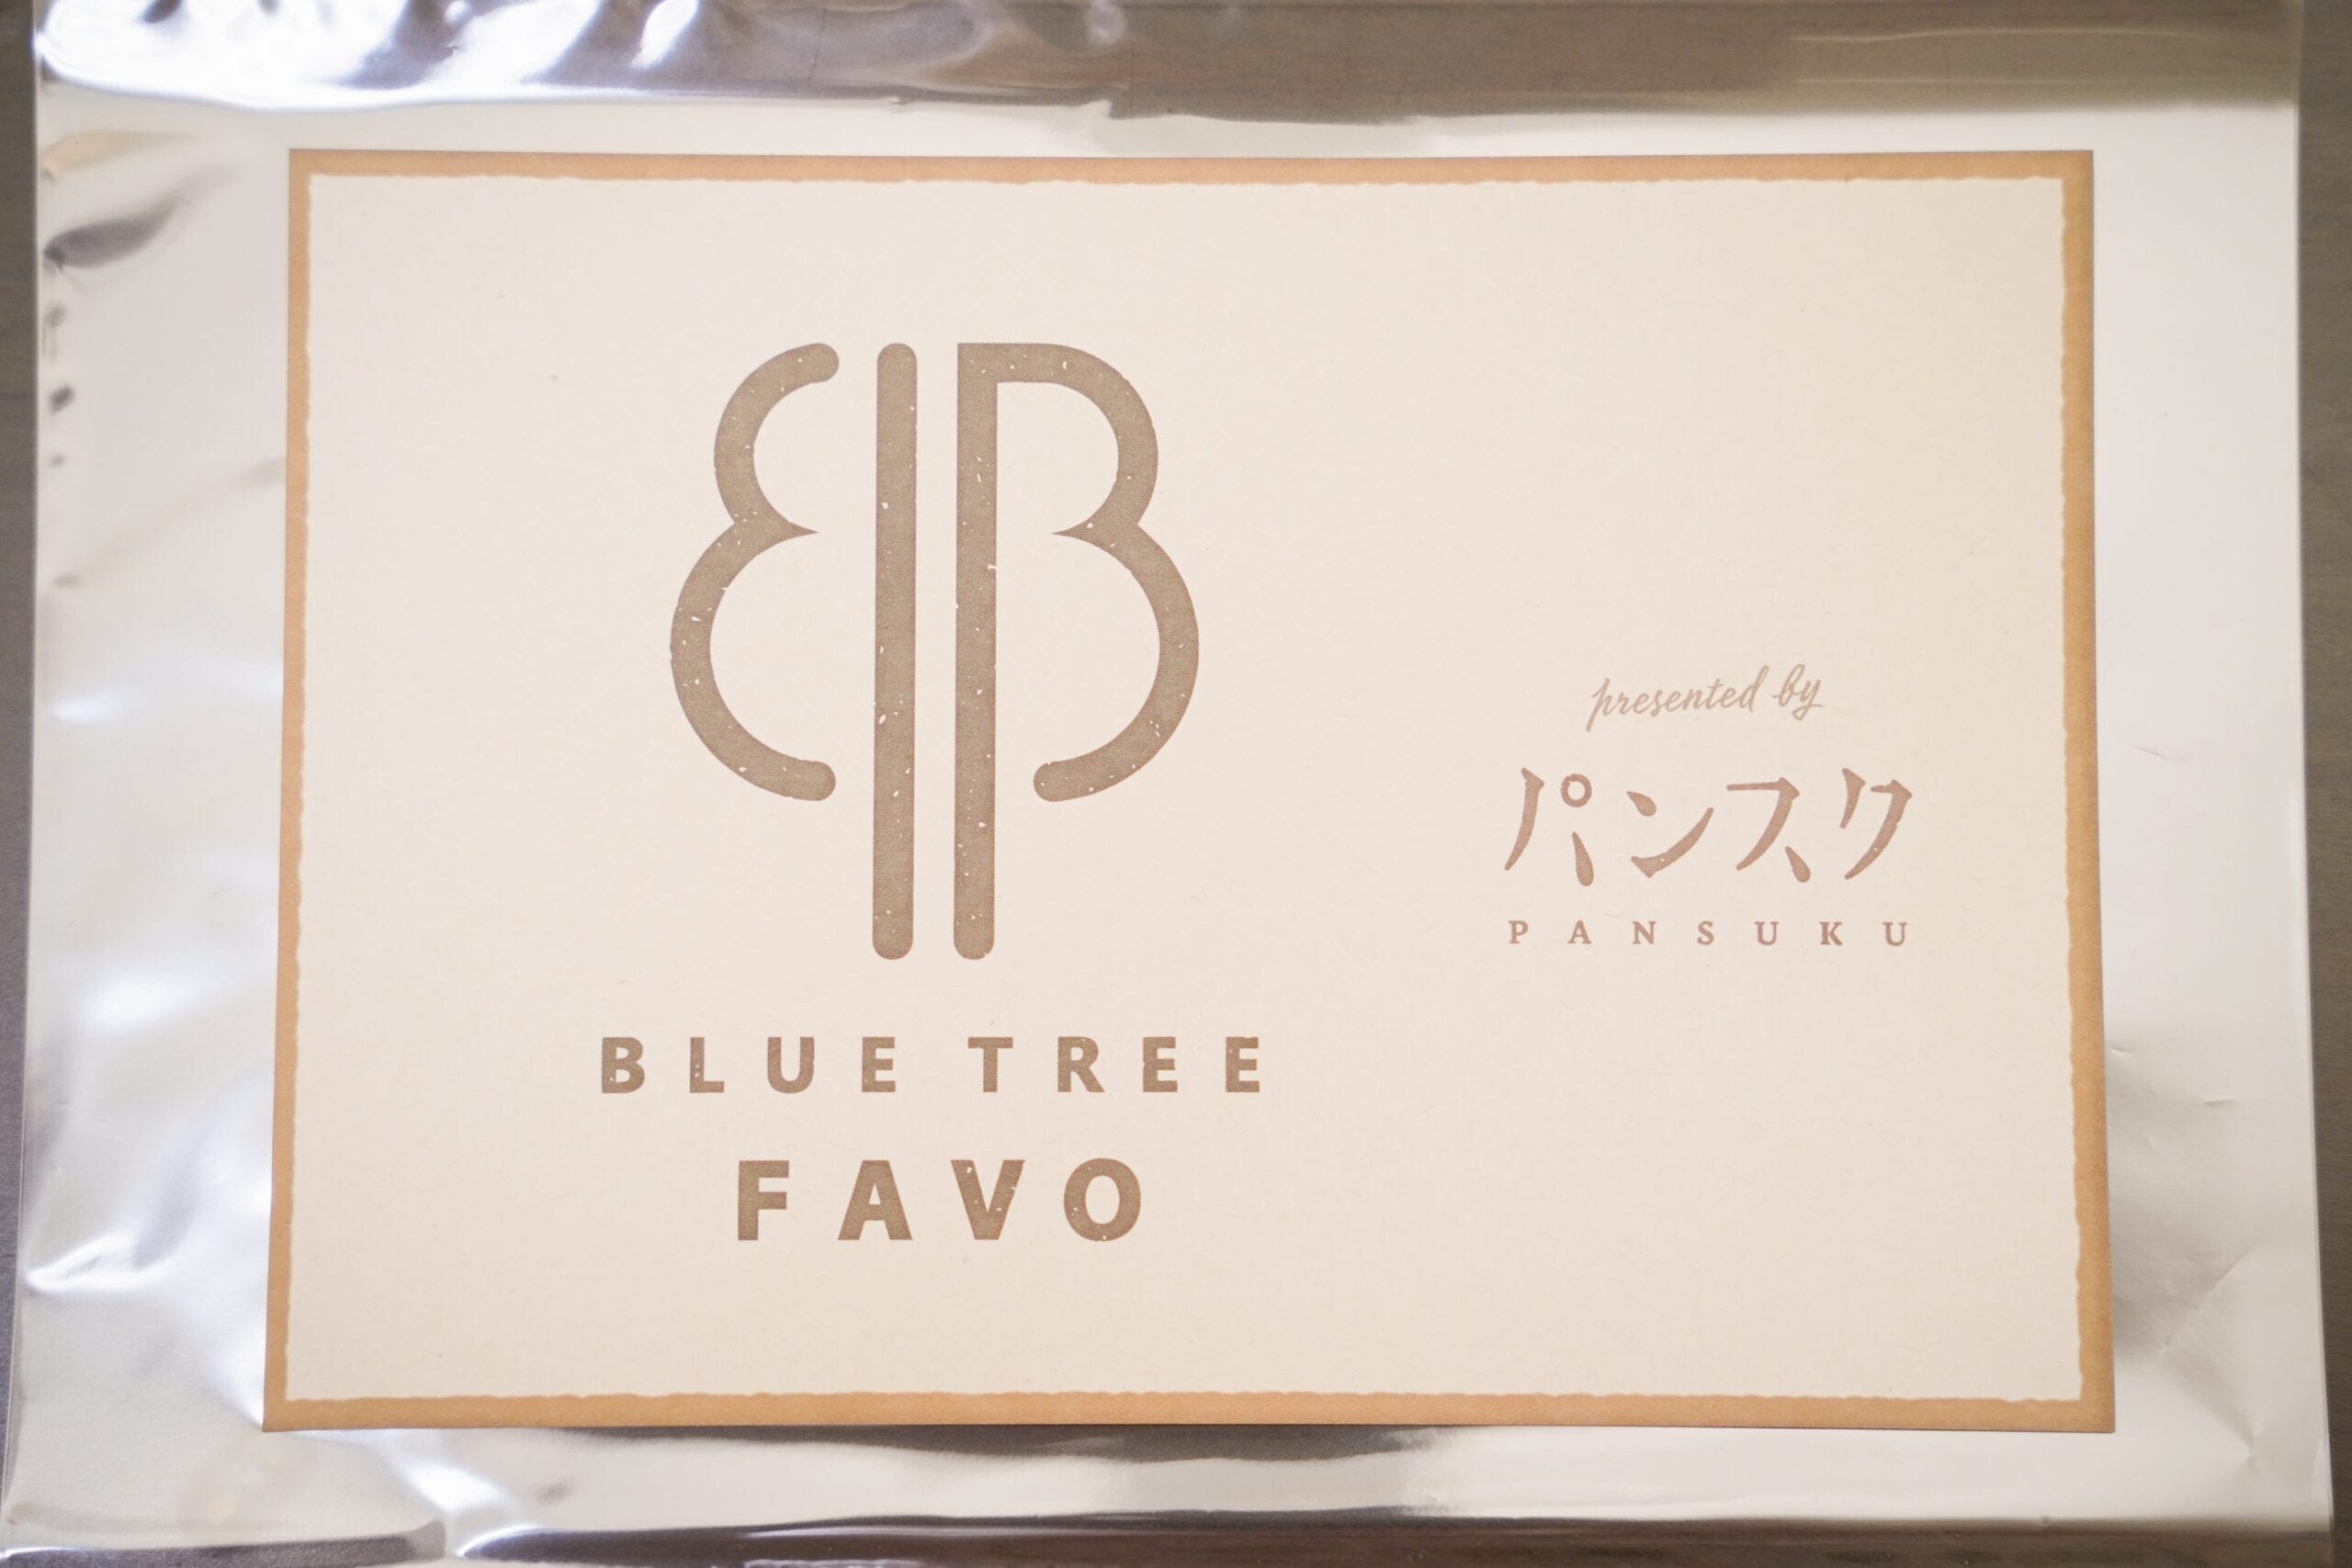 BLUE TREE
FAVO
presented by
パンスク
PANSUKU